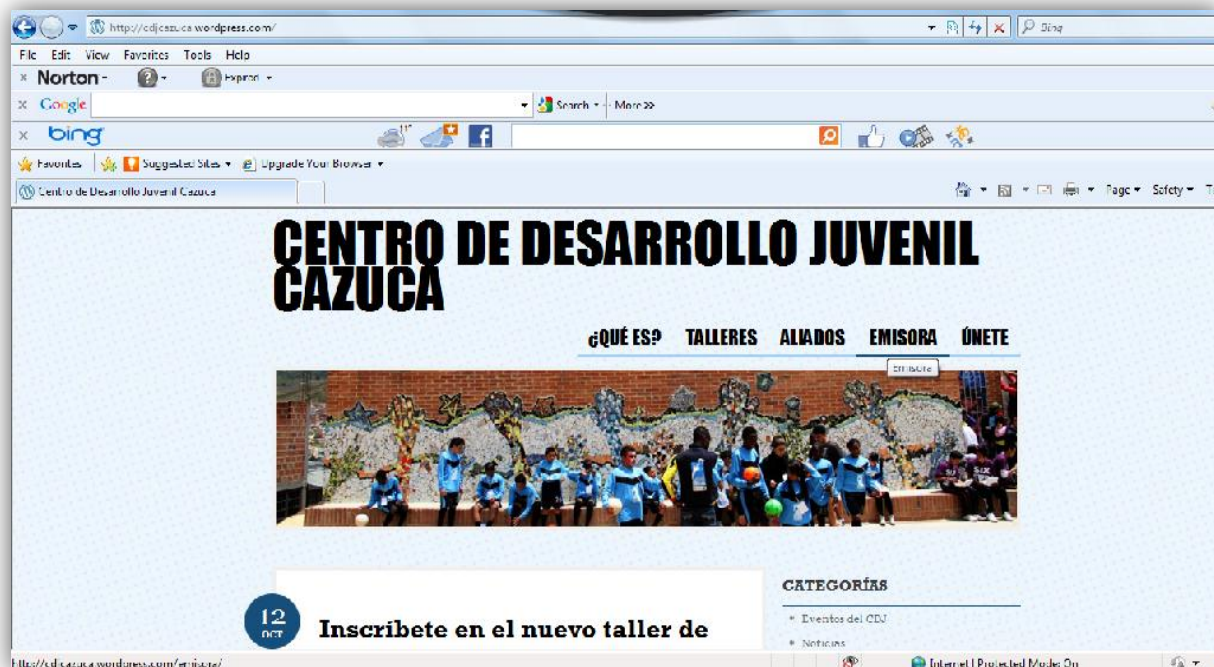 http://cdjcazuca.wordpress.com/
Bing
File Edit View Favorites Tools Help
x Norton -
x Google Search More >>
x bing
Favorites Suggested Sites Upgrade Your Browser
Centro de Desarrollo Juvenil Cazuca Page Safety
CENTRO DE DESARROLLO JUVENIL
CAZUCA
¿QUÉ ES? TALLERES ALIADOS EMISORA ÚNETE
Emisora
CATEGORÍAS
12
OCT
Inscríbete en el nuevo taller de
Eventos del CDJ
Noticias
http://cdjcazuca.wordpress.com/emisora/ Internet | Protected Mode: On